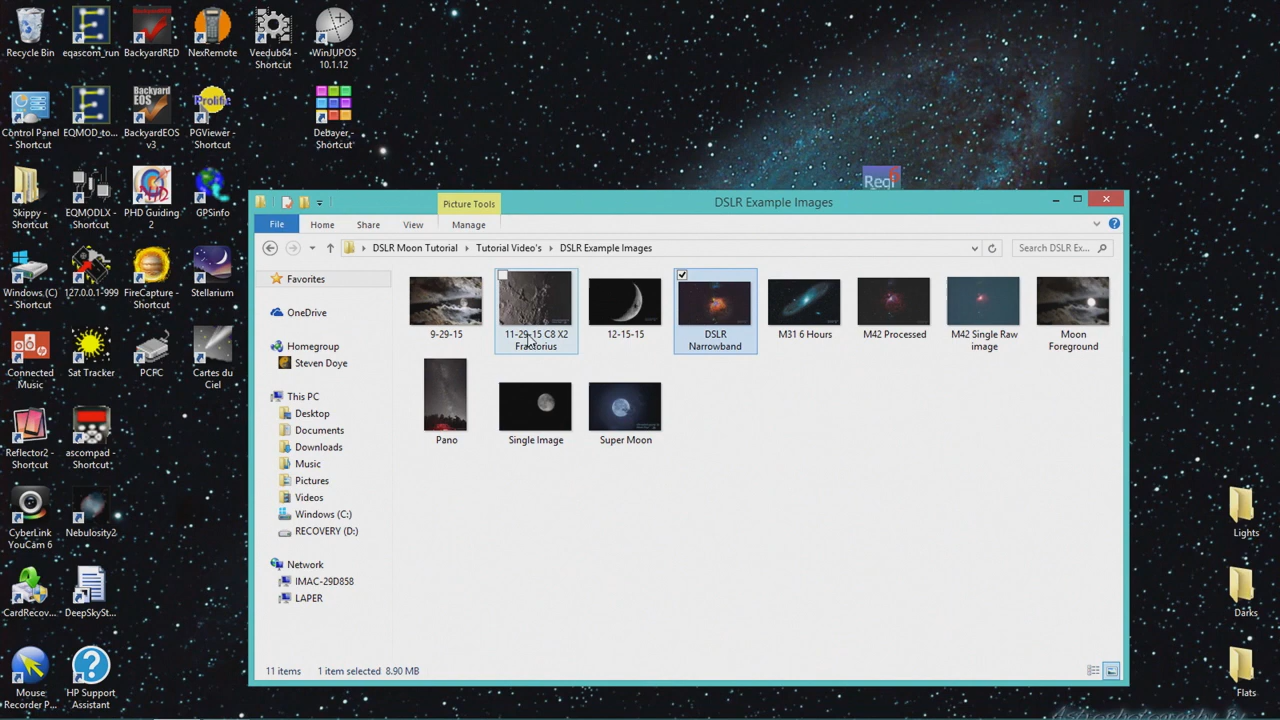 Recycle Bin
eqascom_run
BackyardRED
NexRemote
Veedub64 -
Shortcut
WinJUPOS
10.1.12
Control Panel
- Shortcut
EQMOD_to...
Backyard
EOS
BackyardEOS
v3
Prolific
PGViewer -
Shortcut
Debayer, -
Shortcut
Skippy -
Shortcut
EQMODLX -
Shortcut
PHD Guiding
2
GPSinfo
Windows (C)
- Shortcut
127.0.0.1-999
FireCapture -
Shortcut
Stellarium
Connected
Music
Sat Tracker
PCFC
Cartes du
Ciel
Reflector2 -
Shortcut
ascompad -
Shortcut
CyberLink
YouCam 6
Nebulosity2
CardRecov...
DeepSkySt...
Mouse
Recorder P...
HP Support
Assistant
Regi
Picture Tools
DSLR Example Images
File
Home
Share
View
Manage
DSLR Moon Tutorial
Tutorial Video's
DSLR Example Images
Search DSLR Ex...
Favorites
OneDrive
Homegroup
Steven Doye
This PC
Desktop
Documents
Downloads
Music
Pictures
Videos
Windows (C:)
RECOVERY (D:)
Network
IMAC-29D858
LAPER
9-29-15
11-29-15 C8 X2
12-15-15
DSLR
Narrowband
M31 6 Hours
M42 Processed
M42 Single Raw
image
Moon
Foreground
Pano
Single Image
Super Moon
11 items
1 item selected 8.90 MB
Lights
Darks
Flats